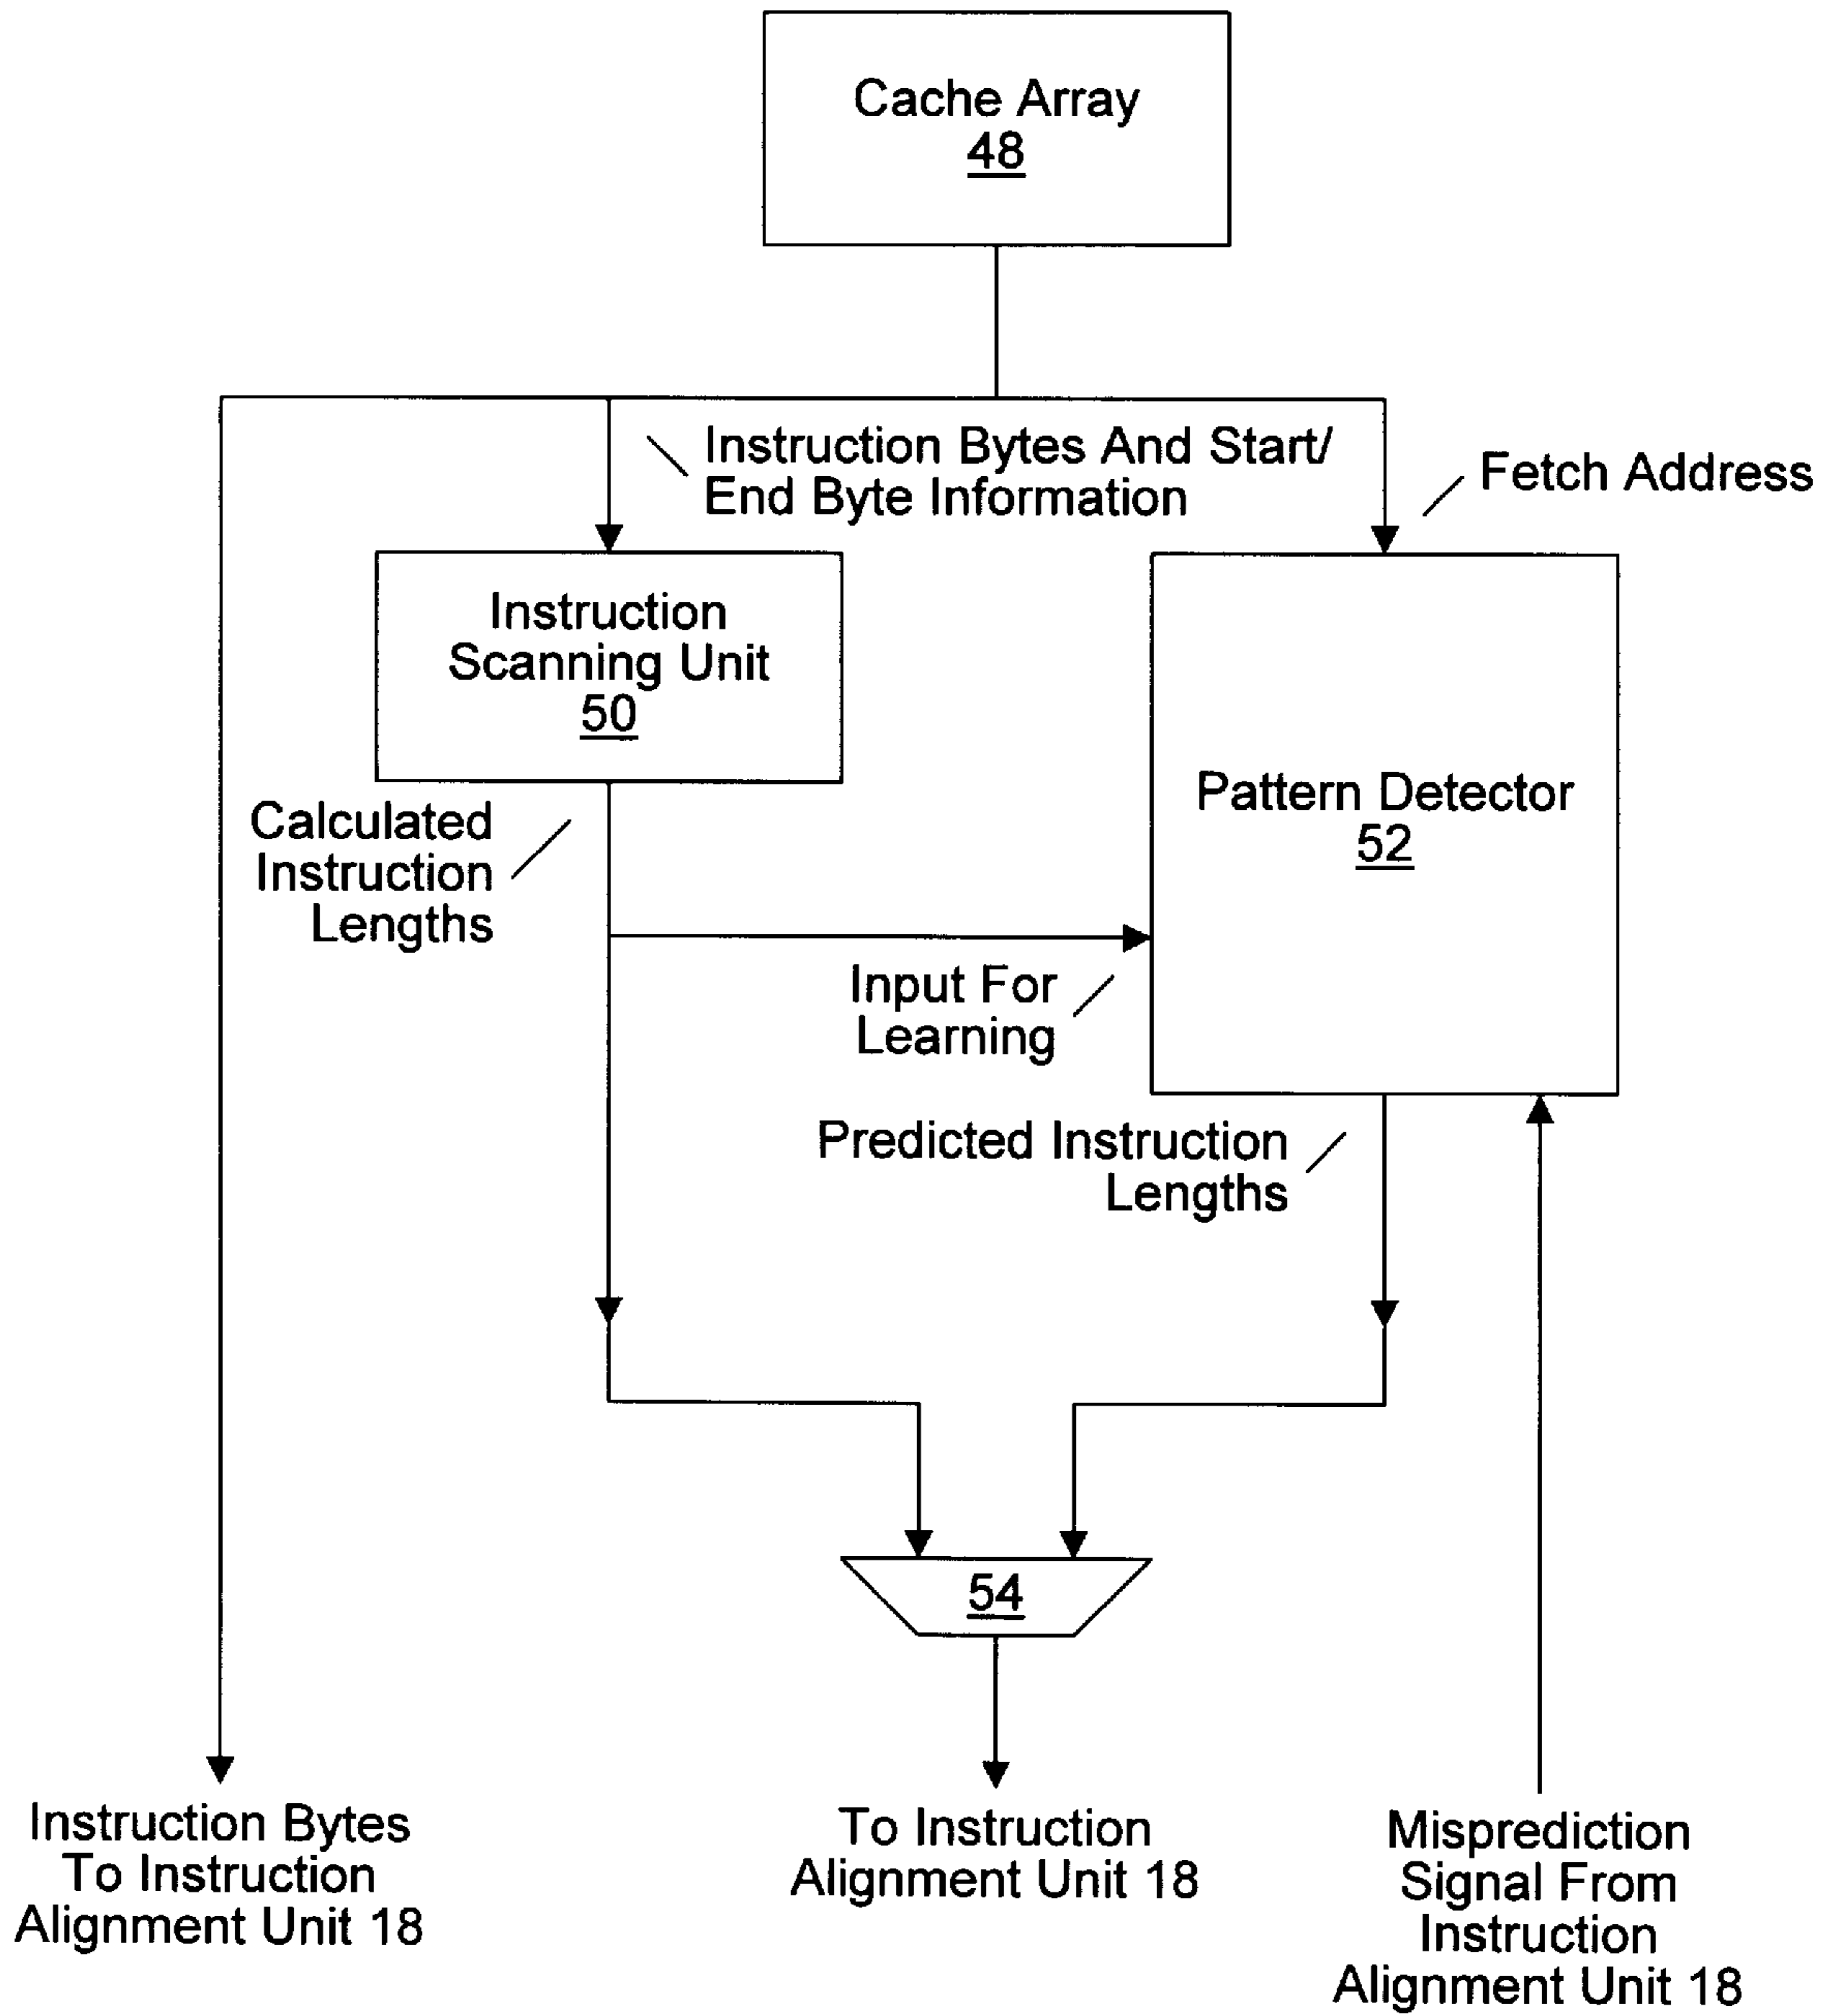 Cache Array
48
Instruction Bytes And Start/
End Byte Information
Fetch Address
Instruction
Scanning Unit
50
Pattern Detector
52
Calculated
Instruction
Lengths
Input For
Learning
Predicted Instruction
Lengths
54
Instruction Bytes
To Instruction
Alignment Unit 18
To Instruction
Alignment Unit 18
Misprediction
Signal From
Instruction
Alignment Unit 18